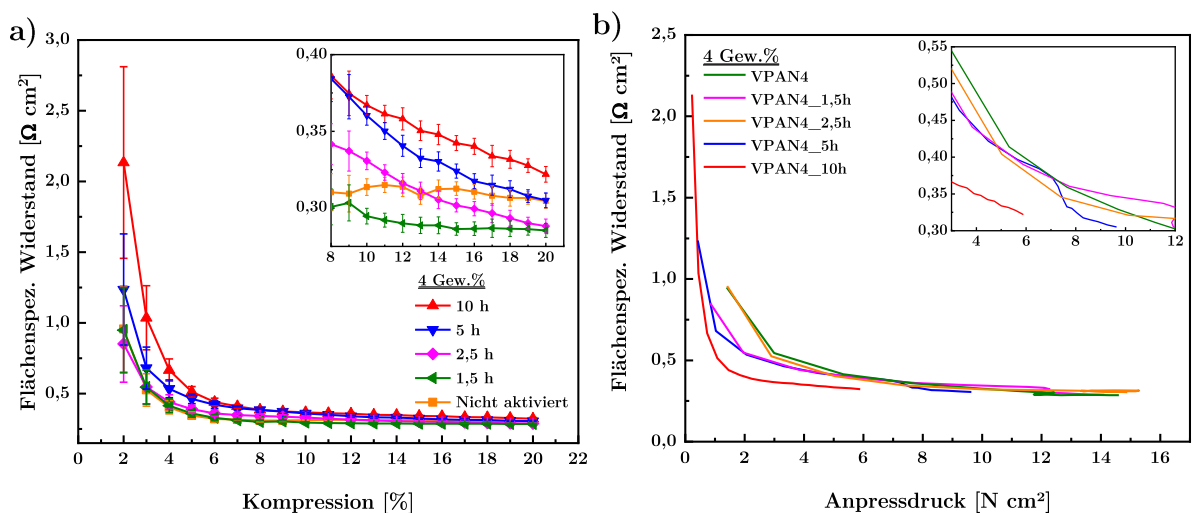 a)
Flächenspez. Widerstand [Ω cm²]
3,0
2,5
2,0
1,5
1,0
0,5
0 2 4 6 8 10 12 14 16 18 20 22
Kompression [%]
0,40
0,35
0,30
8 10 12 14 16 18 20
4 Gew.%
10 h
5 h
2,5 h
1,5 h
Nicht aktiviert
b)
Flächenspez. Widerstand [Ω cm²]
2,5
2,0
1,5
1,0
0,5
0,0
0 2 4 6 8 10 12 14 16
Anpressdruck [N cm²]
4 Gew.%
VPAN4
VPAN4_1,5h
VPAN4_2,5h
VPAN4_5h
VPAN4_10h
0,55
0,50
0,45
0,40
0,35
0,30
4 6 8 10 12